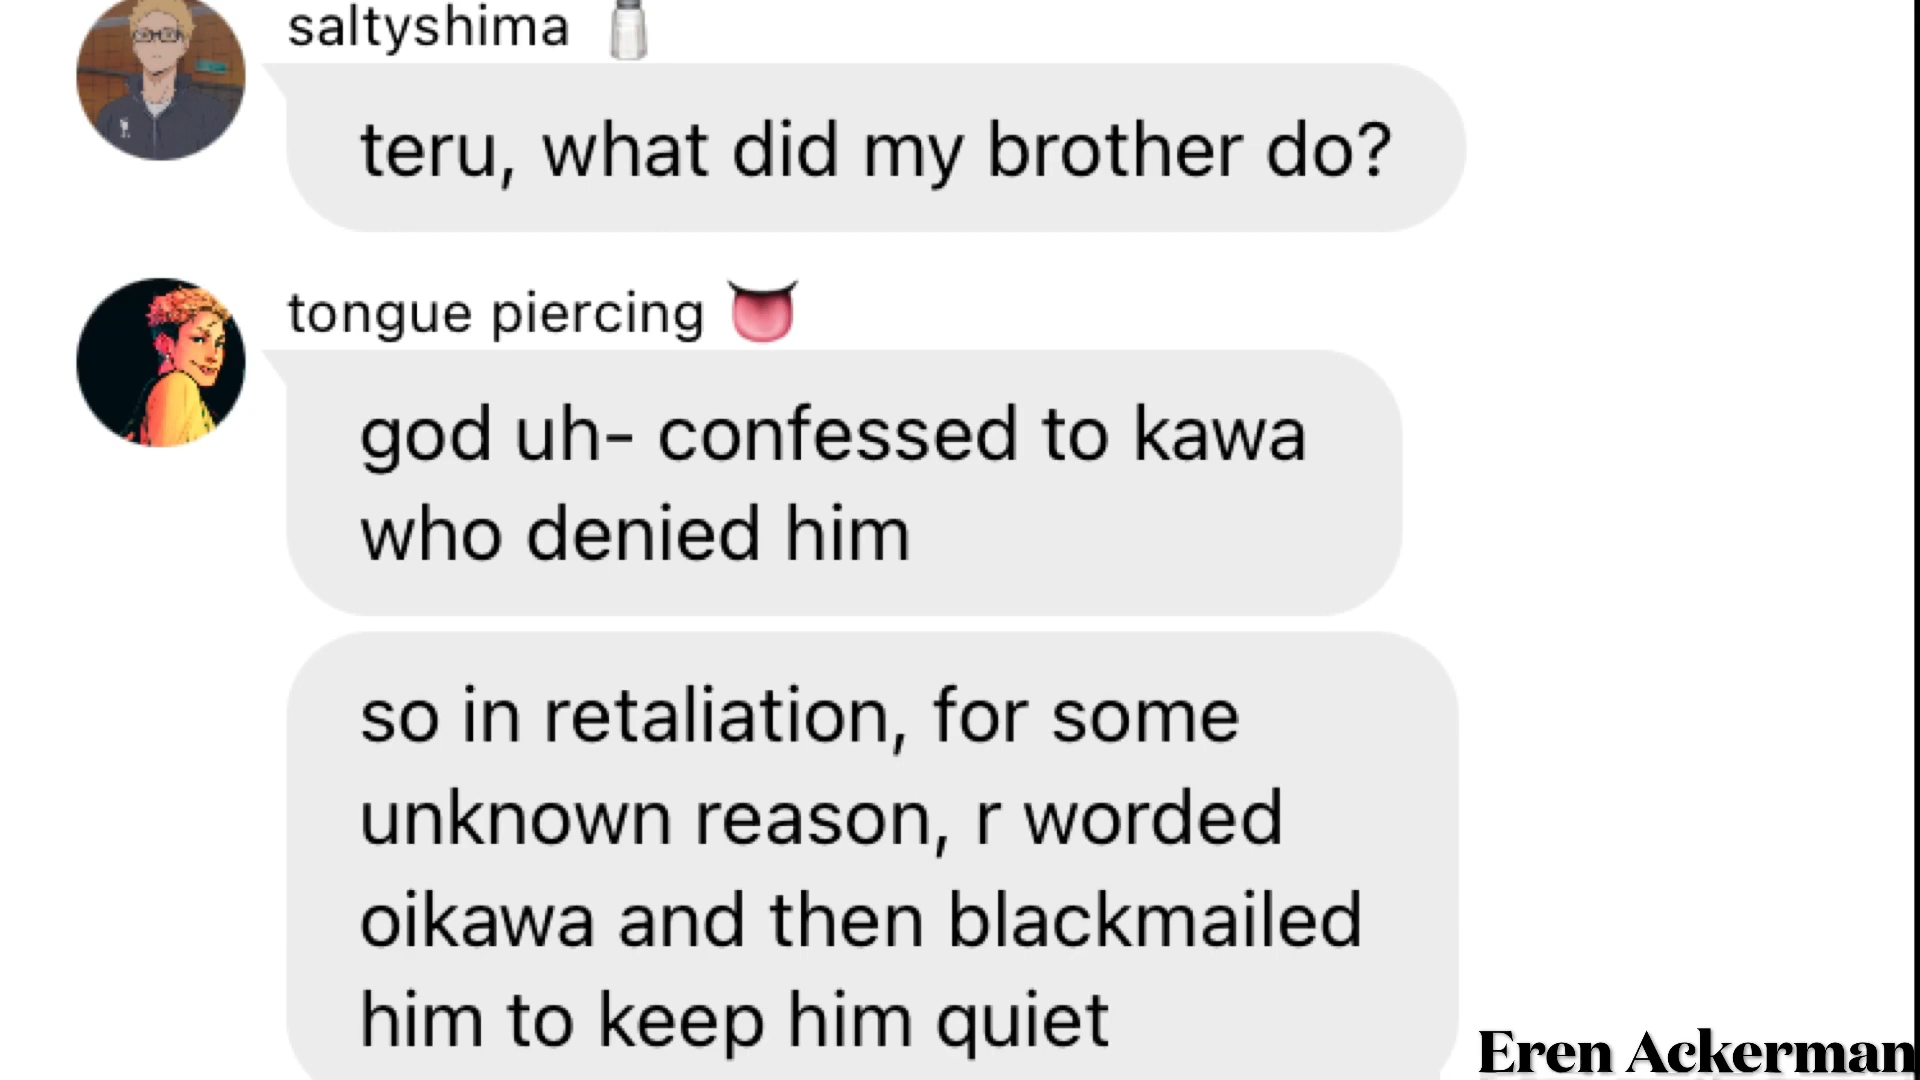 saltyshima
teru, what did my brother do?
tongue piercing
god uh- confessed to kawa
who denied him
so in retaliation, for some
unknown reason, r worded
oikawa and then blackmailed
him to keep him quiet
Eren Ackerman